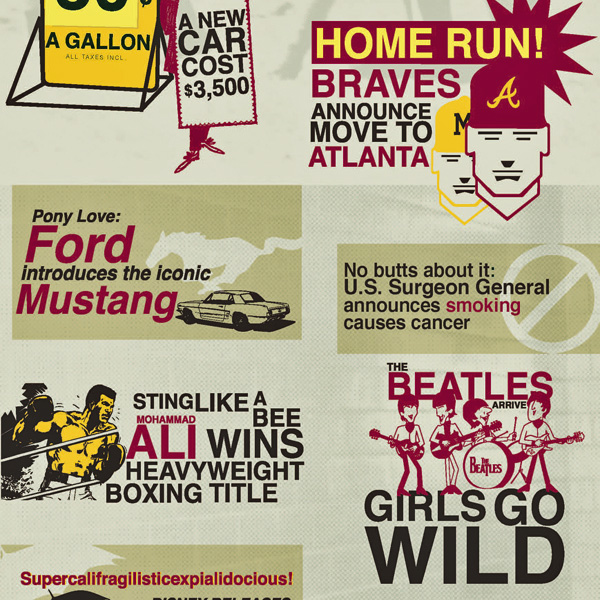 A GALLON
ALL TAXES INCL.
A NEW
CAR
COST
$3,500
HOME RUN!
BRAVES
ANNOUNCE
MOVE TO
ATLANTA
M
A
Pony Love:
Ford
introduces the iconic
Mustang
No butts about it:
U.S. Surgeon General
announces smoking
causes cancer
STING LIKE A
BEE
MOHAMMAD
ALI WINS
HEAVYWEIGHT
BOXING TITLE
THE
BEATLES
ARRIVE
THE
BEATLES
GIRLS GO
WILD
Supercalifragilisticexpialidocious!